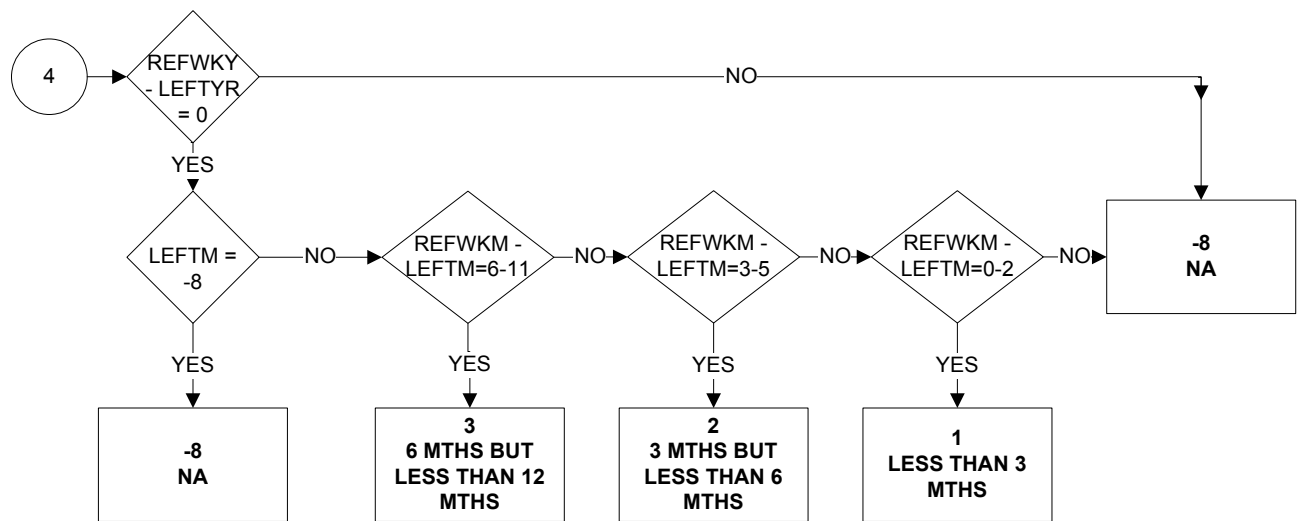 4
REFWKY
- LEFTYR
= 0
NO
YES
LEFTM =
-8
NO
REFWKM -
LEFTM=6-11
NO
REFWKM -
LEFTM=3-5
NO
REFWKM -
LEFTM=0-2
NO
-8
NA
YES
YES
YES
YES
-8
NA
3
6 MTHS BUT
LESS THAN 12
MTHS
2
3 MTHS BUT
LESS THAN 6
MTHS
1
LESS THAN 3
MTHS